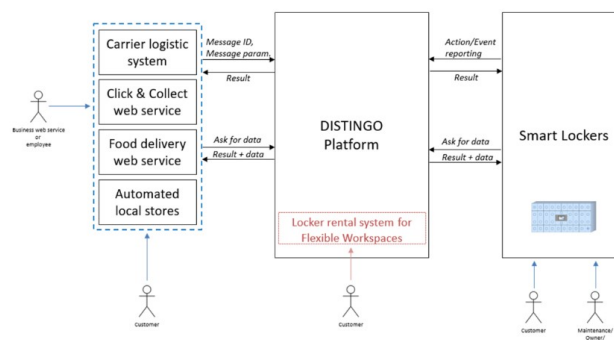 Carrier logistic
system
Click & Collect
web service
Food delivery
web service
Automated
local stores
Business web service
or
employee
Customer
Message ID,
Message param.
Result
Ask for data
Result + data
DISTINGO
Platform
Locker rental system for
Flexible Workspaces
Customer
Action/Event
reporting
Result
Ask for data
Result + data
Smart Lockers
Customer
Maintenance/
Owner/